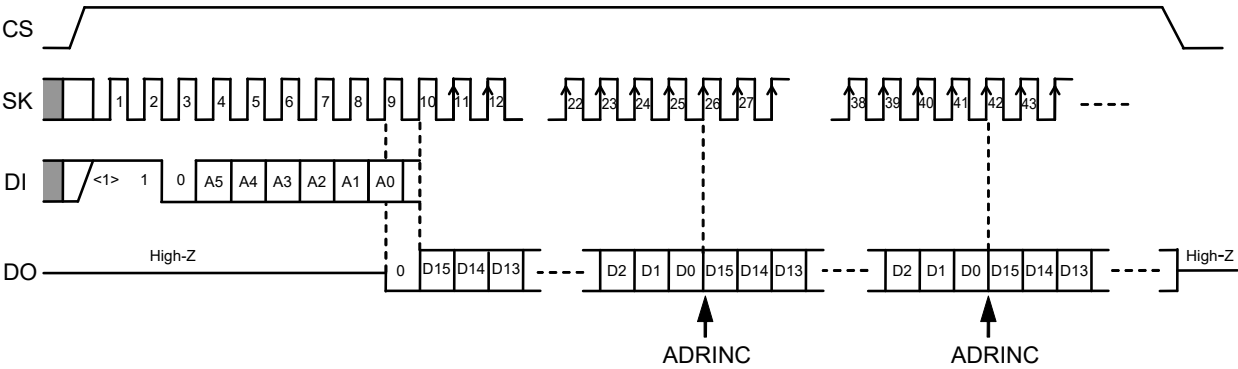 CS
SK 1 2 3 4 5 6 7 8 9 10 11 12 22 23 24 25 26 27 38 39 40 41 42 43
DI <1> 1 0 A5 A4 A3 A2 A1 A0
DO High-Z 0 D15 D14 D13 D2 D1 D0 D15 D14 D13 D2 D1 D0 D15 D14 D13 High-Z
ADRINC ADRINC